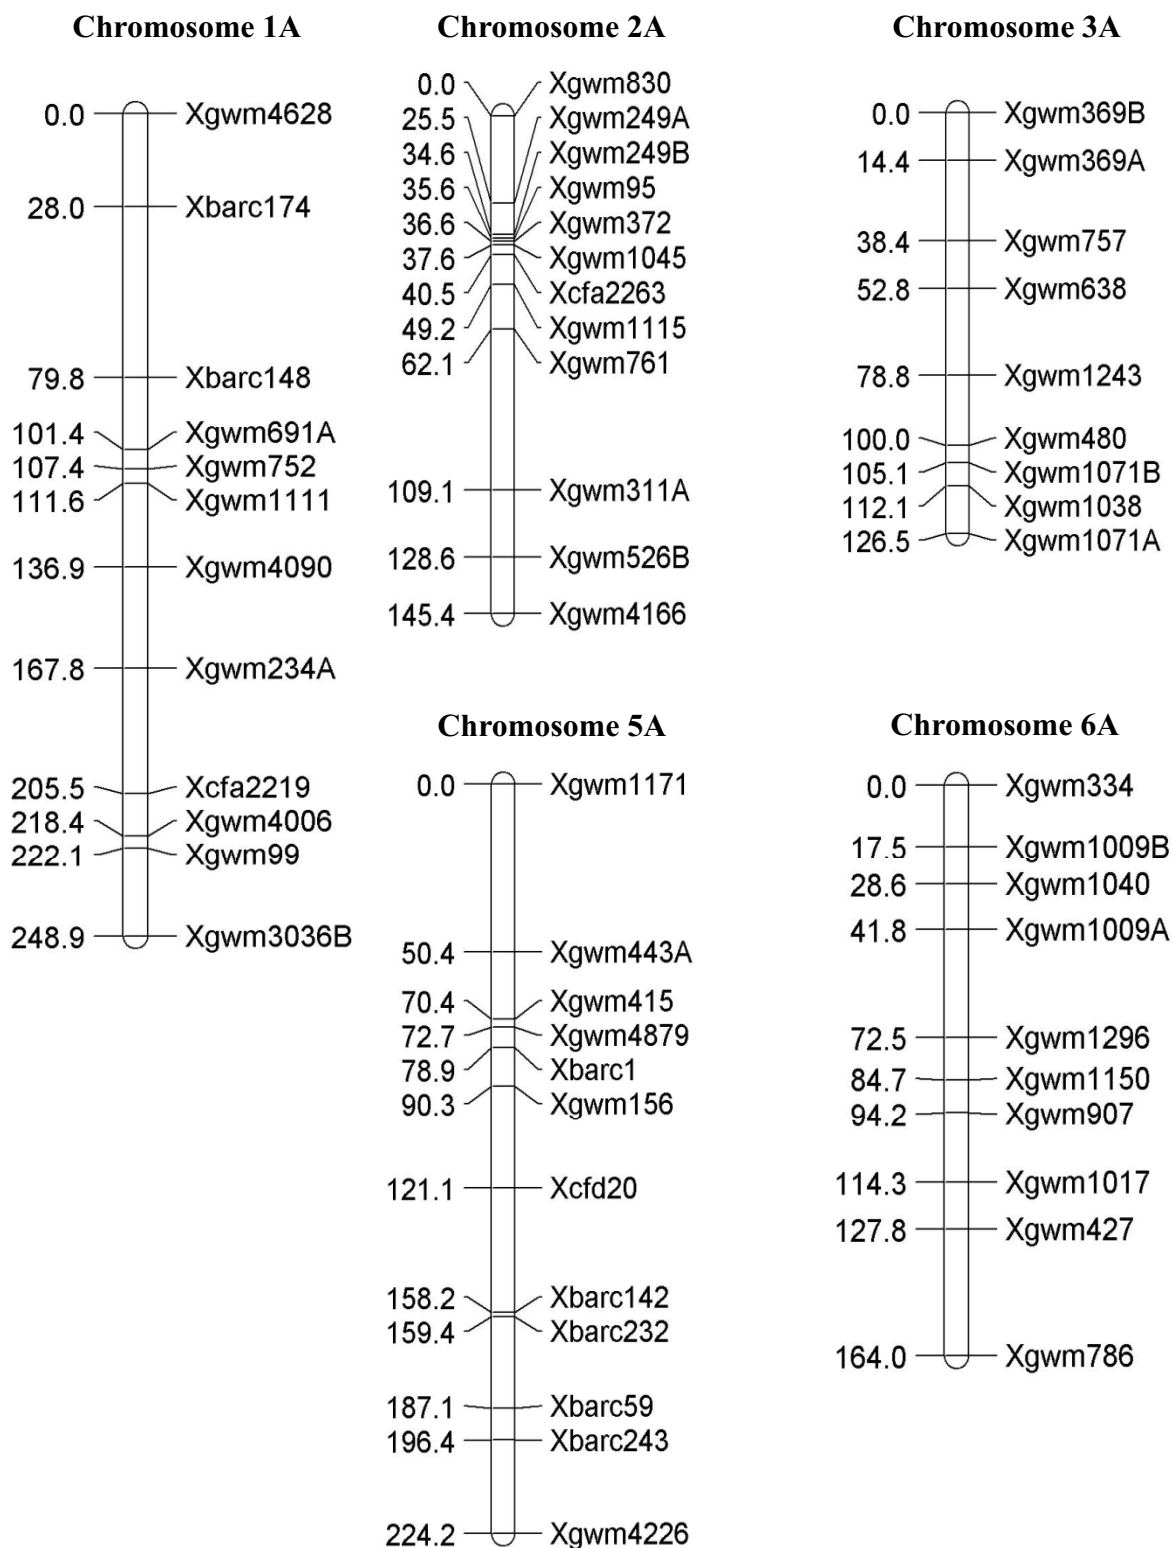 Chromosome 1A
0.0 Xgwm4628
28.0 Xbarc174
79.8 Xbarc148
101.4 Xgwm691A
107.4 Xgwm752
111.6 Xgwm1111
136.9 Xgwm4090
167.8 Xgwm234A
205.5 Xcfa2219
218.4 Xgwm4006
222.1 Xgwm99
248.9 Xgwm3036B
Chromosome 2A
0.0 Xgwm830
25.5 Xgwm249A
34.6 Xgwm249B
35.6 Xgwm95
36.6 Xgwm372
37.6 Xgwm1045
40.5 Xcfa2263
49.2 Xgwm1115
62.1 Xgwm761
109.1 Xgwm311A
128.6 Xgwm526B
145.4 Xgwm4166
Chromosome 3A
0.0 Xgwm369B
14.4 Xgwm369A
38.4 Xgwm757
52.8 Xgwm638
78.8 Xgwm1243
100.0 Xgwm480
105.1 Xgwm1071B
112.1 Xgwm1038
126.5 Xgwm1071A
Chromosome 5A
0.0 Xgwm1171
50.4 Xgwm443A
70.4 Xgwm415
72.7 Xgwm4879
78.9 Xbarc1
90.3 Xgwm156
121.1 Xcfd20
158.2 Xbarc142
159.4 Xbarc232
187.1 Xbarc59
196.4 Xbarc243
224.2 Xgwm4226
Chromosome 6A
0.0 Xgwm334
17.5 Xgwm1009B
28.6 Xgwm1040
41.8 Xgwm1009A
72.5 Xgwm1296
84.7 Xgwm1150
94.2 Xgwm907
114.3 Xgwm1017
127.8 Xgwm427
164.0 Xgwm786